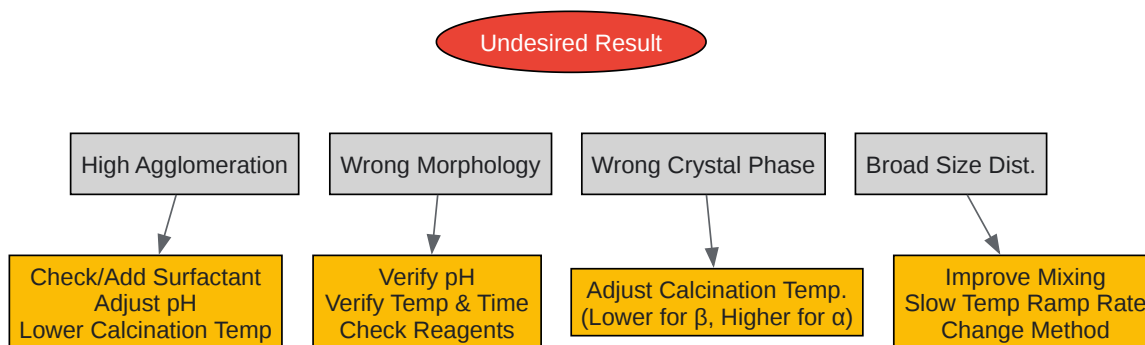 Undesired Result
High Agglomeration
Wrong Morphology
Wrong Crystal Phase
Broad Size Dist.
Check/Add Surfactant
Adjust pH
Lower Calcination Temp
Verify pH
Verify Temp & Time
Check Reagents
Adjust Calcination Temp.
(Lower for β, Higher for α)
Improve Mixing
Slow Temp Ramp Rate
Change Method